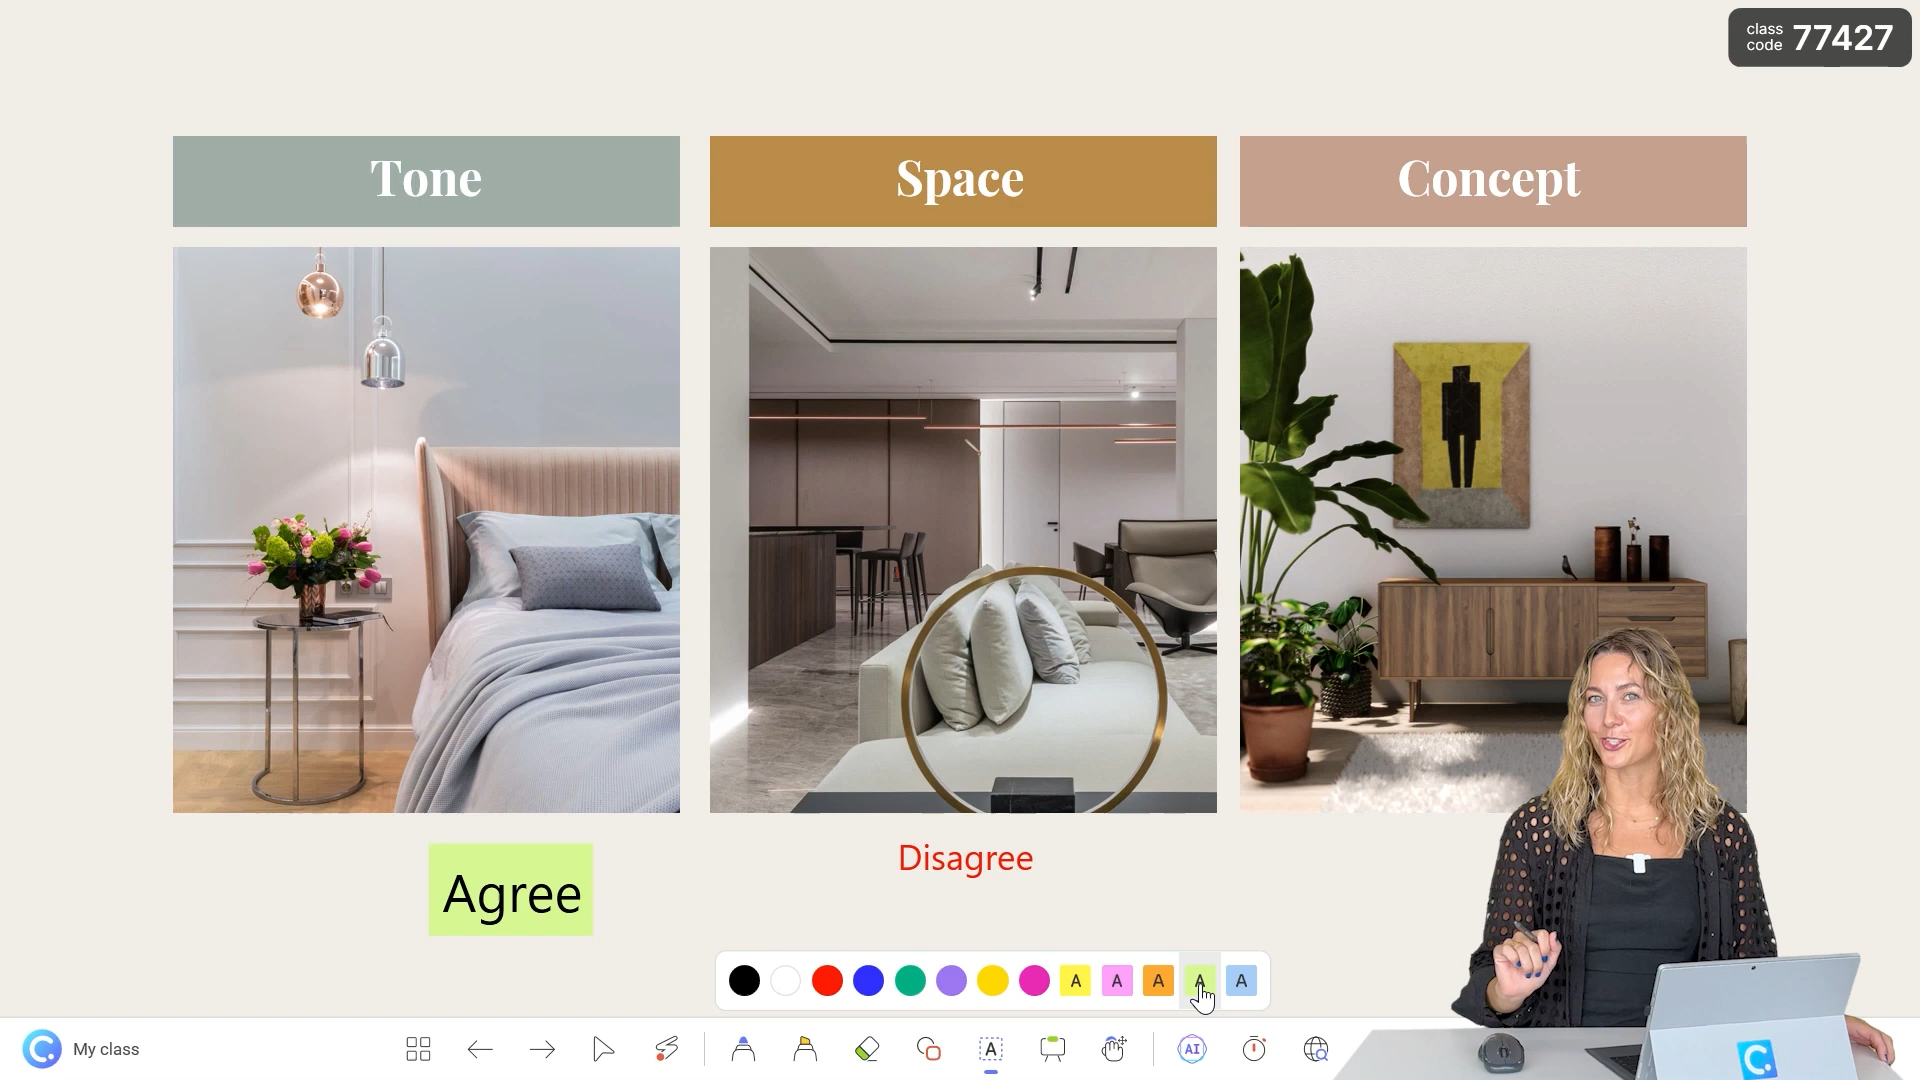 class
code 77427
Tone
Space
Concept
Agree
Disagree
A A A A A
My class
A
AI